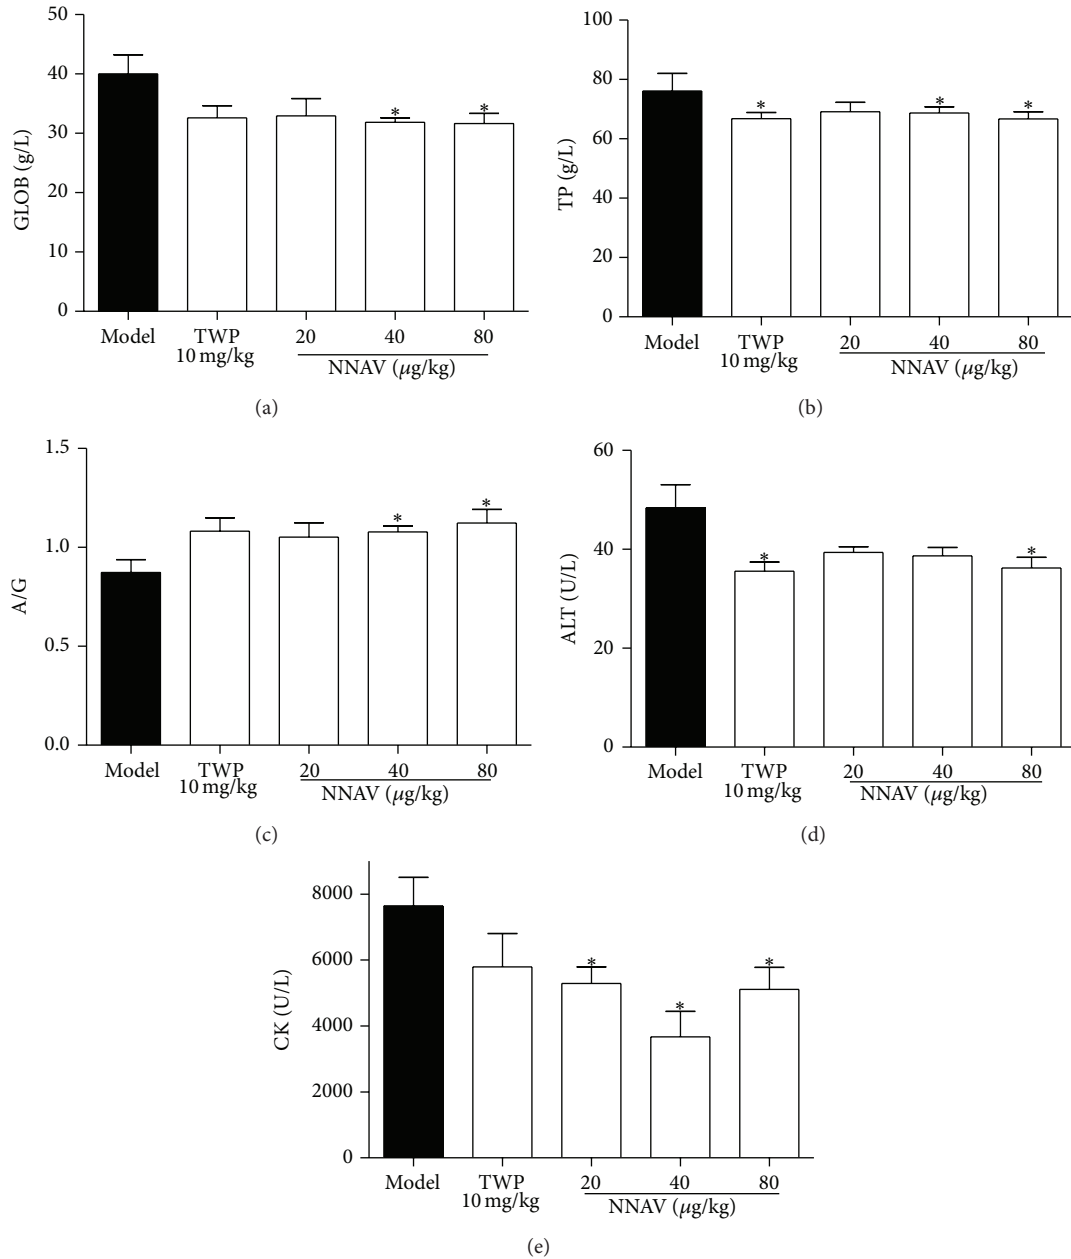 50
40
30
20
10
0
GLOB (g/L)
* *
Model TWP 20 40 80
10 mg/kg NNAV (μg/kg)
(a)
100
80
60
40
20
0
TP (g/L)
* * *
Model TWP 20 40 80
10 mg/kg NNAV (μg/kg)
(b)
1.5
1.0
0.5
0.0
A/G
* *
Model TWP 20 40 80
10 mg/kg NNAV (μg/kg)
(c)
60
40
20
0
ALT (U/L)
* *
Model TWP 20 40 80
10 mg/kg NNAV (μg/kg)
(d)
8000
6000
4000
2000
0
CK (U/L)
* * *
Model TWP 20 40 80
10 mg/kg NNAV (μg/kg)
(e)